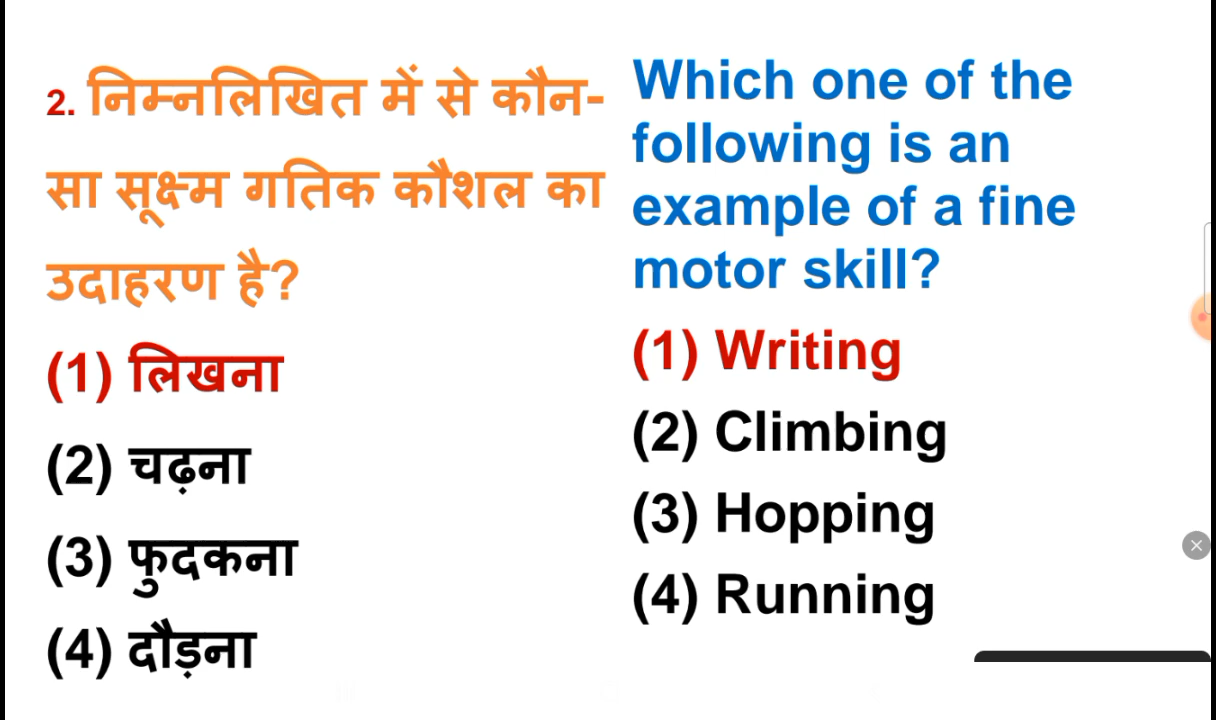 2. निम्नलिखित में से कौन-
सा सूक्ष्म गतिक कौशल का
उदाहरण है?
(1) लिखना
(2) चढ़ना
(3) फुदकना
(4) दौड़ना
Which one of the
following is an
example of a fine
motor skill?
(1) Writing
(2) Climbing
(3) Hopping
(4) Running